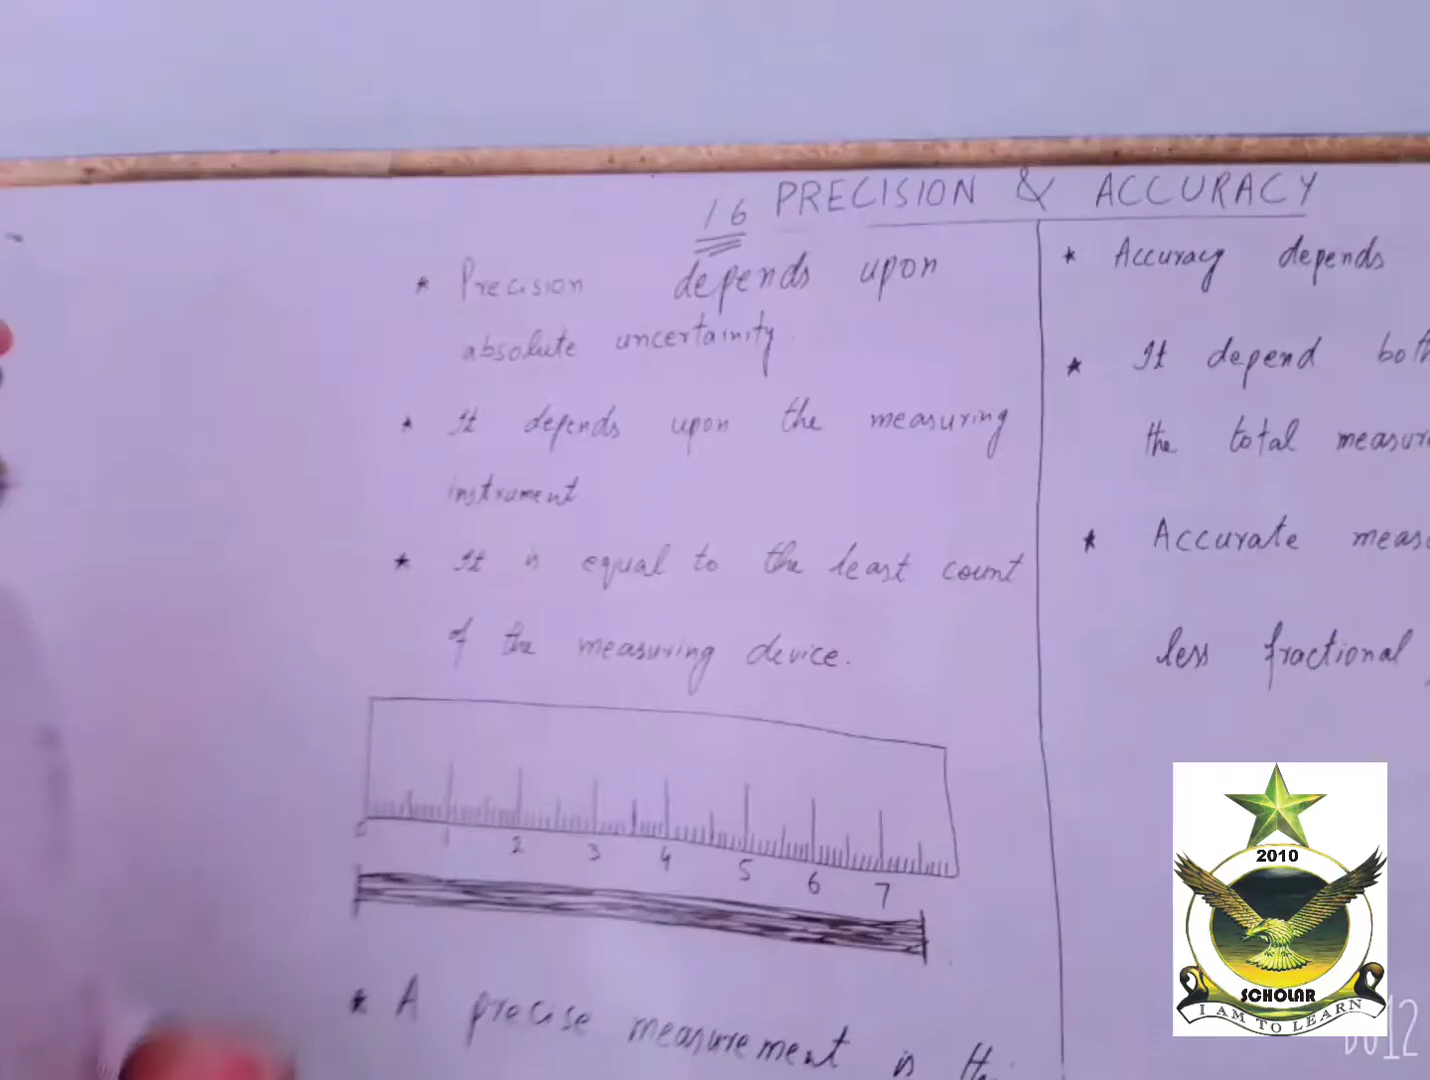 16 PRECISION & ACCURACY
* Precision depends upon
absolute uncertainity.
* It depends upon the measuring
instrument
* It is equal to the least count
of the measuring device.
0 1 2 3 4 5 6 7
* A precise measurement is the
* Accuracy depends
* It depend both
the total measur
* Accurate meas
less fractional
2010
SCHOLAR
I AM TO LEARN
12